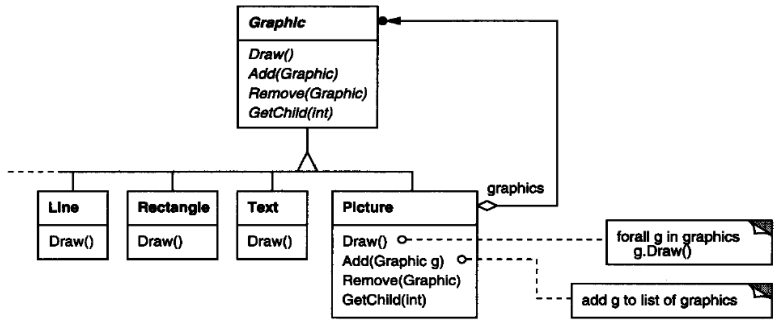 Graphic
Draw()
Add(Graphic)
Remove(Graphic)
GetChild(int)
graphics
Line
Draw()
Rectangle
Draw()
Text
Draw()
Picture
Draw()
Add(Graphic g)
Remove(Graphic)
GetChild(int)
forall g in graphics
g.Draw()
add g to list of graphics